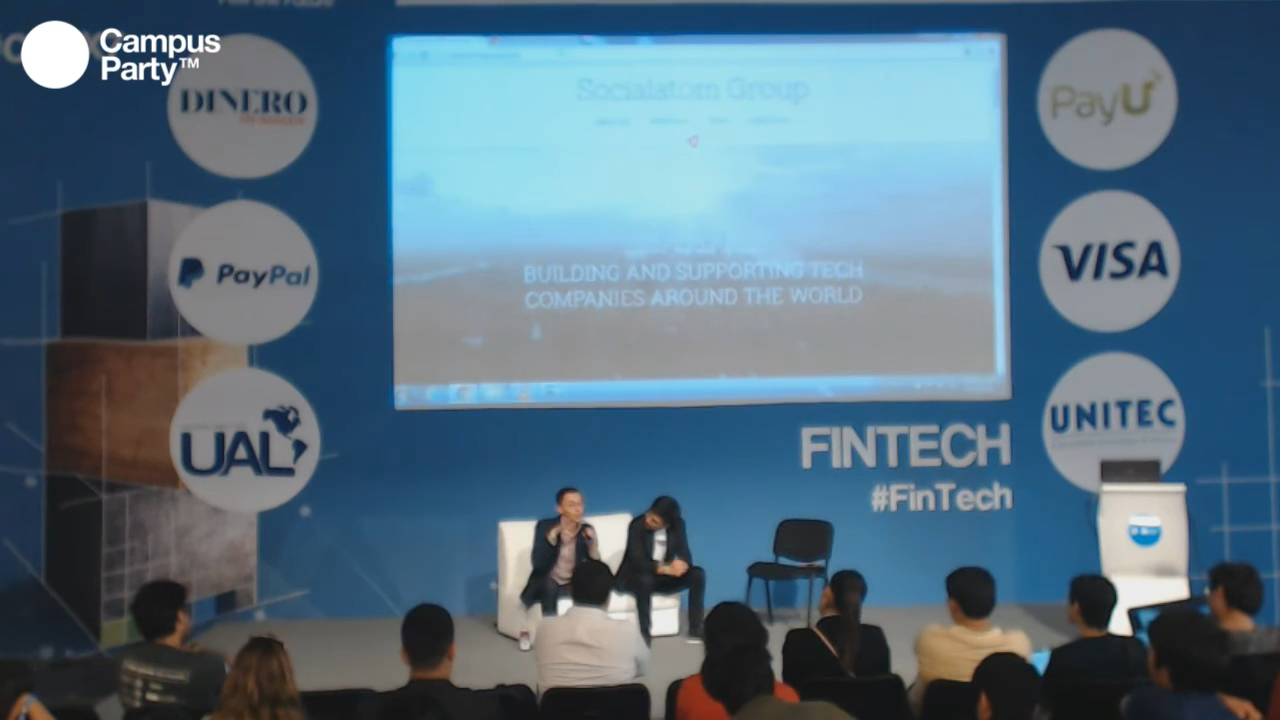 Campus
Party™
DINERO
PayPal
UAL
Socialatom Group
BUILDING AND SUPPORTING TECH
COMPANIES AROUND THE WORLD
PayU
VISA
UNITEC
FINTECH
#FinTech